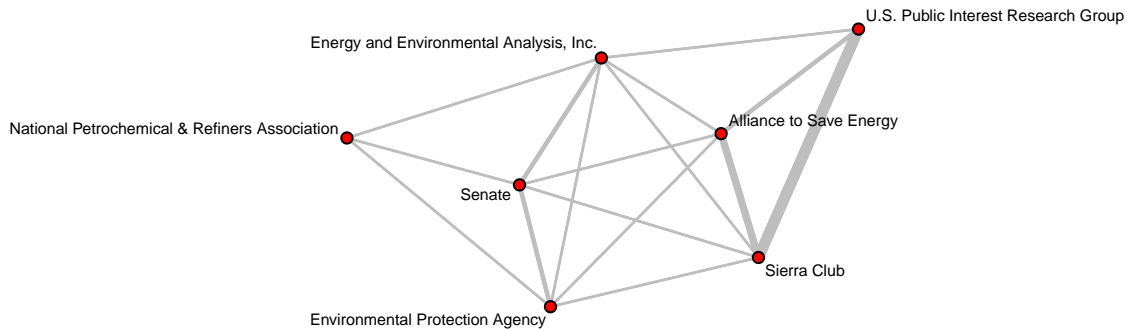 U.S. Public Interest Research Group
Energy and Environmental Analysis, Inc.
Alliance to Save Energy
National Petrochemical & Refiners Association
Senate
Sierra Club
Environmental Protection Agency